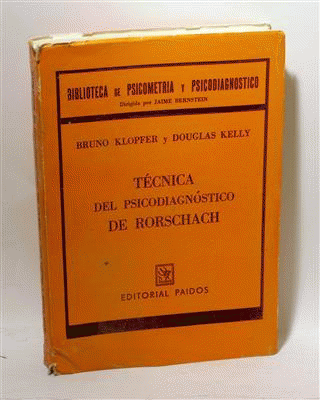 BIBLIOTECA DE PSICOMETRIA Y PSICODIAGNOSTICO
Dirigida por JAIME BERNSTEIN
BRUNO KLOPFER y DOUGLAS KELLY
TÉCNICA
DEL PSICODIAGNÓSTICO
DE RORSCHACH
EDITORIAL PAIDOS